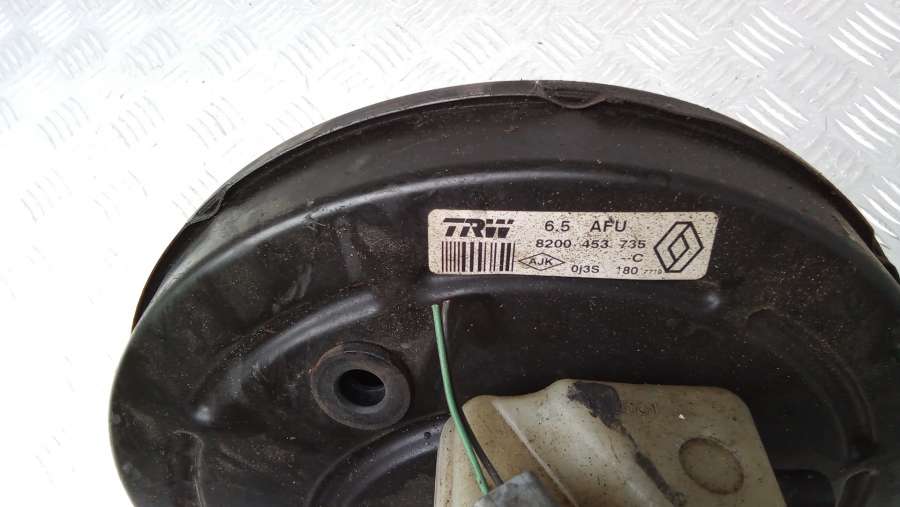 TRW 6.5 AFU
8200 453 735
--C
AJK 0j3S 180